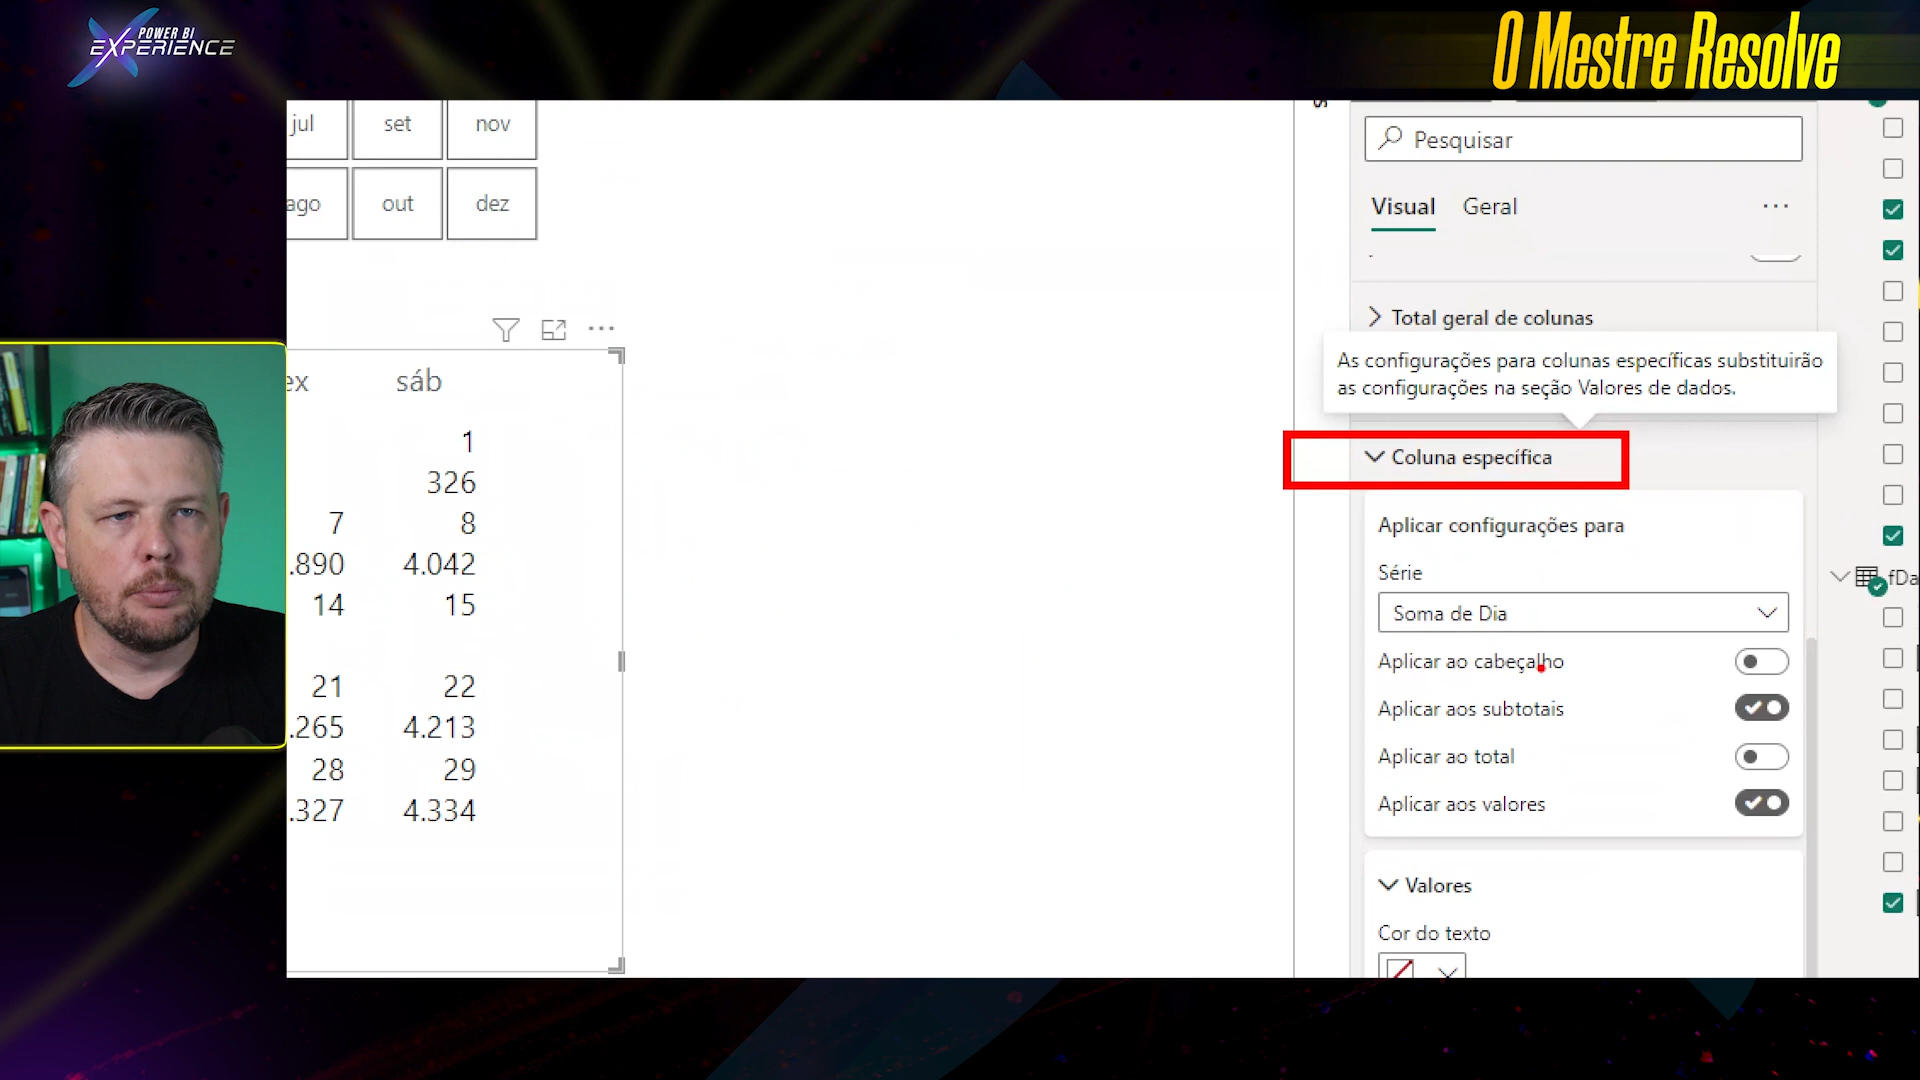 POWER BI
EXPERIENCE
O Mestre Resolve
jul set nov
ago out dez
sáb
1
326
7 8
.890 4.042
14 15
21 22
.265 4.213
28 29
.327 4.334
Pesquisar
Visual Geral
Total geral de colunas
As configurações para colunas específicas substituirão
as configurações na seção Valores de dados.
Coluna específica
Aplicar configurações para
Série
Soma de Dia
Aplicar ao cabeçalho
Aplicar aos subtotais
Aplicar ao total
Aplicar aos valores
Valores
Cor do texto
fDa